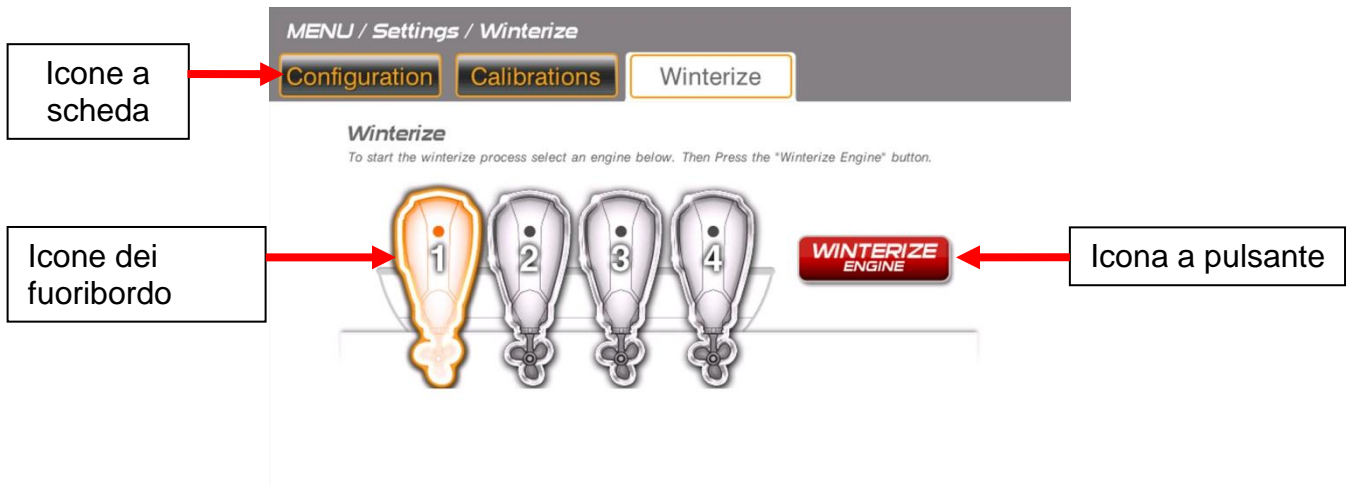 MENU / Settings / Winterize
Icone a
scheda
Configuration
Calibrations
Winterize
Winterize
To start the winterize process select an engine below. Then Press the "Winterize Engine" button.
Icone dei
fuoribordo
1
2
3
4
WINTERIZE
ENGINE
Icona a pulsante